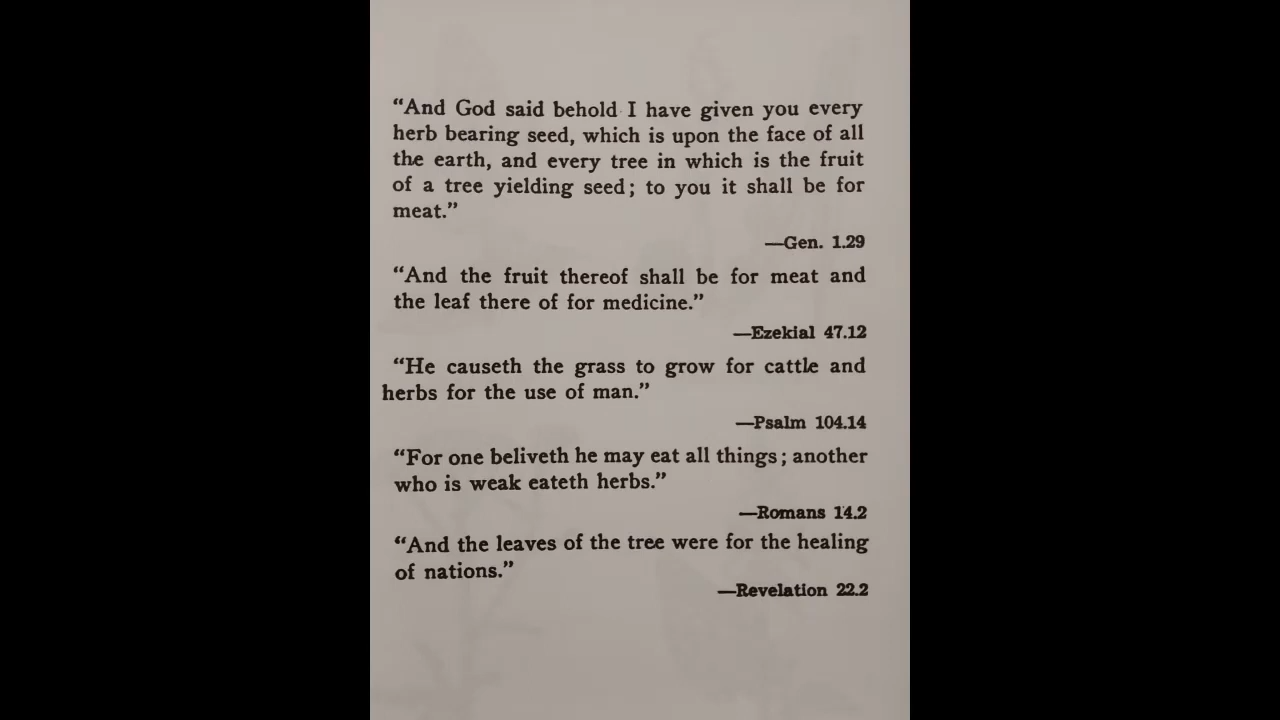 “And God said behold I have given you every
herb bearing seed, which is upon the face of all
the earth, and every tree in which is the fruit
of a tree yielding seed; to you it shall be for
meat.”
—Gen. 1.29
“And the fruit thereof shall be for meat and
the leaf there of for medicine.”
—Ezekial 47.12
“He causeth the grass to grow for cattle and
herbs for the use of man.”
—Psalm 104.14
“For one beliveth he may eat all things; another
who is weak eateth herbs.”
—Romans 14.2
“And the leaves of the tree were for the healing
of nations.”
—Revelation 22.2